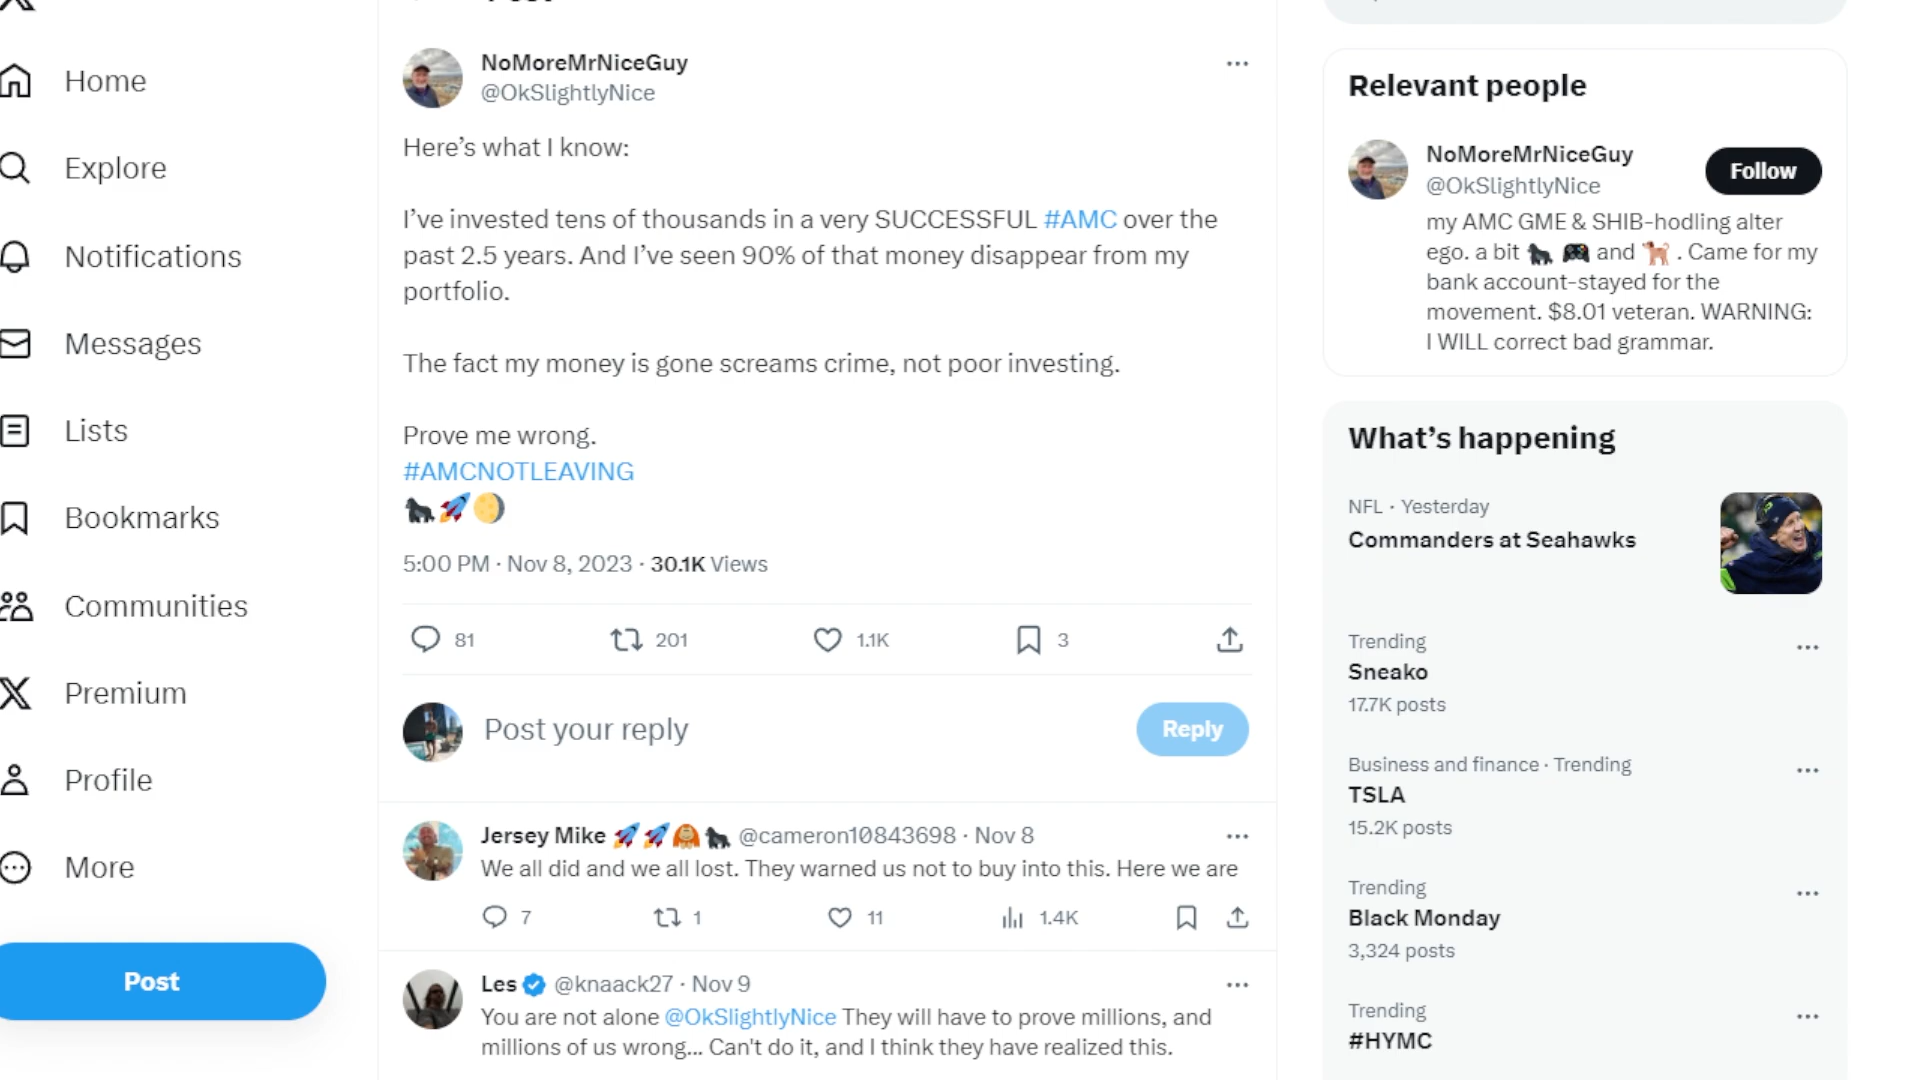 Home
Explore
Notifications
Messages
Lists
Bookmarks
Communities
Premium
Profile
More
Post
NoMoreMrNiceGuy
@OkSlightlyNice
Here’s what I know:
I’ve invested tens of thousands in a very SUCCESSFUL #AMC over the
past 2.5 years. And I’ve seen 90% of that money disappear from my
portfolio.
The fact my money is gone screams crime, not poor investing.
Prove me wrong.
#AMCNOTLEAVING
🦍🚀🌖
5:00 PM · Nov 8, 2023 · 30.1K Views
81 201 1.1K 3
Post your reply
Reply
Jersey Mike 🚀🚀🦧🦍 @cameron10843698 · Nov 8
We all did and we all lost. They warned us not to buy into this. Here we are
7 1 11 1.4K
Les @knaack27 · Nov 9
You are not alone @OkSlightlyNice They will have to prove millions, and
millions of us wrong... Can't do it, and I think they have realized this.
Relevant people
NoMoreMrNiceGuy
@OkSlightlyNice
Follow
my AMC GME & SHIB-hodling alter
ego. a bit 🦍 🎮 and 🐕 . Came for my
bank account-stayed for the
movement. $8.01 veteran. WARNING:
I WILL correct bad grammar.
What’s happening
NFL · Yesterday
Commanders at Seahawks
Trending
Sneako
17.7K posts
Business and finance · Trending
TSLA
15.2K posts
Trending
Black Monday
3,324 posts
Trending
#HYMC